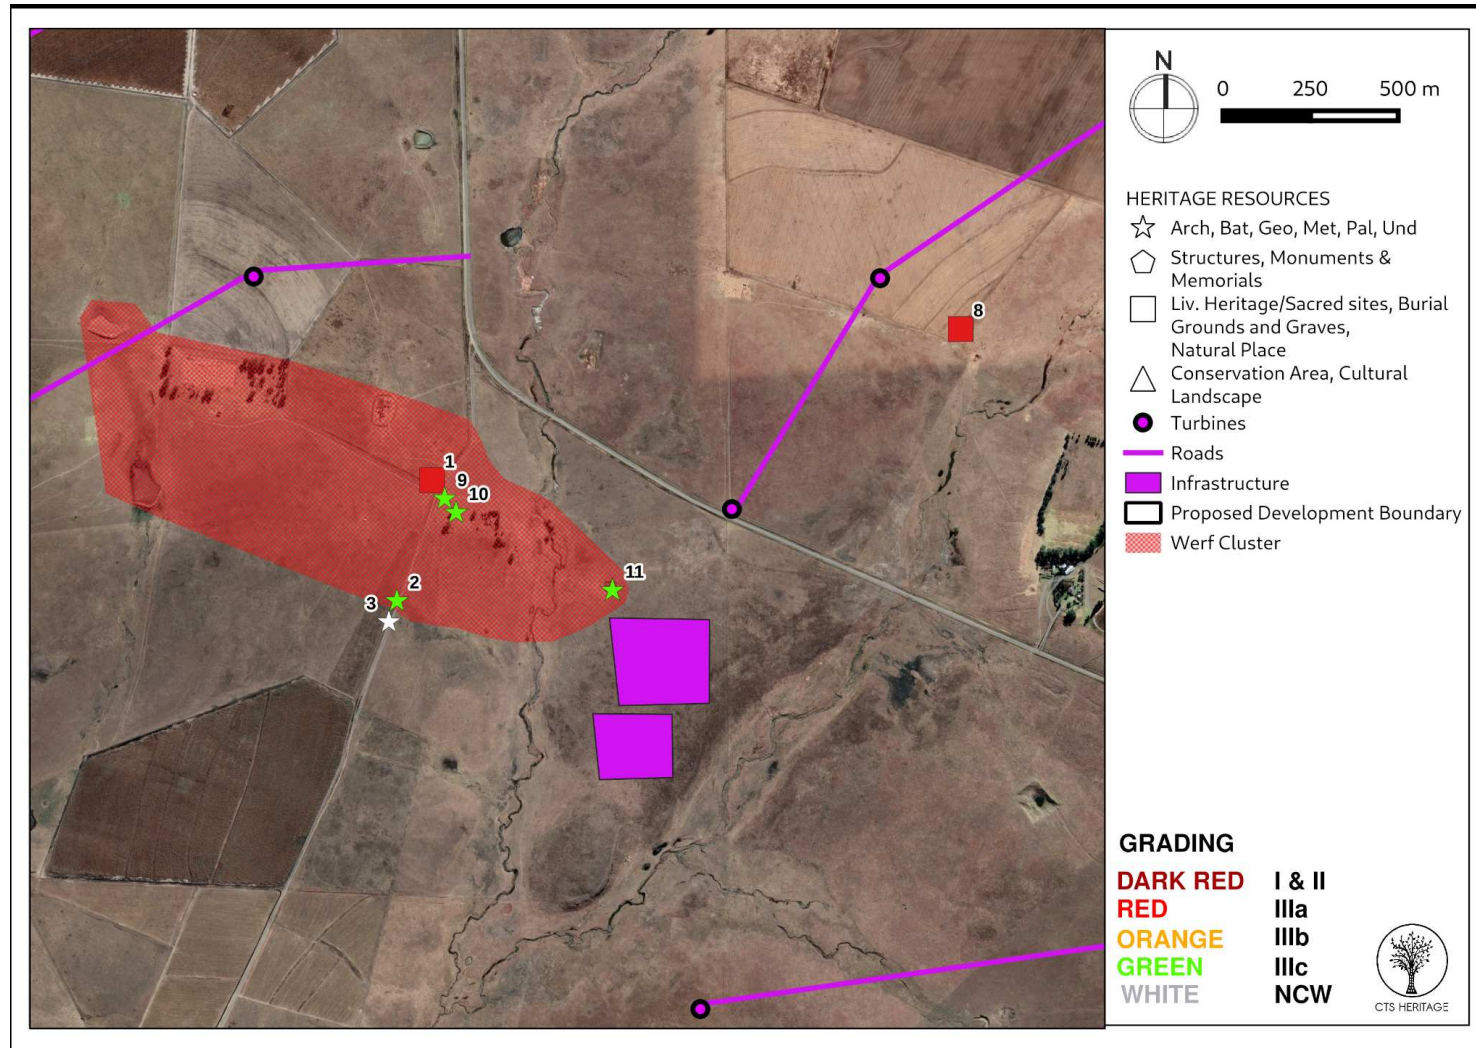 N
0 250 500 m
HERITAGE RESOURCES
Arch, Bat, Geo, Met, Pal, Und
Structures, Monuments &
Memorials
Liv. Heritage/Sacred sites, Burial
Grounds and Graves,
Natural Place
Conservation Area, Cultural
Landscape
Turbines
Roads
Infrastructure
Proposed Development Boundary
Werf Cluster
8
1
9
10
11
2
3
GRADING
DARK RED I & II
RED IIIa
ORANGE IIIb
GREEN IIIc
WHITE NCW
CTS HERITAGE